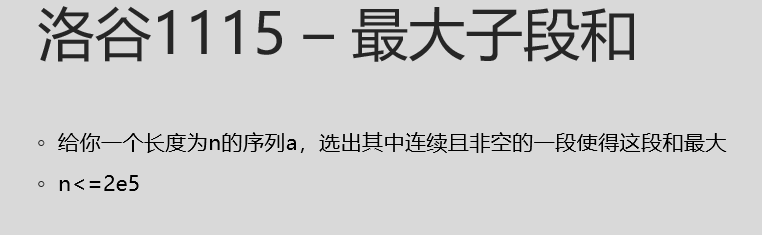 洛谷1115 – 最大子段和
◦ 给你一个长度为n的序列a，选出其中连续且非空的一段使得这段和最大
◦ n<=2e5